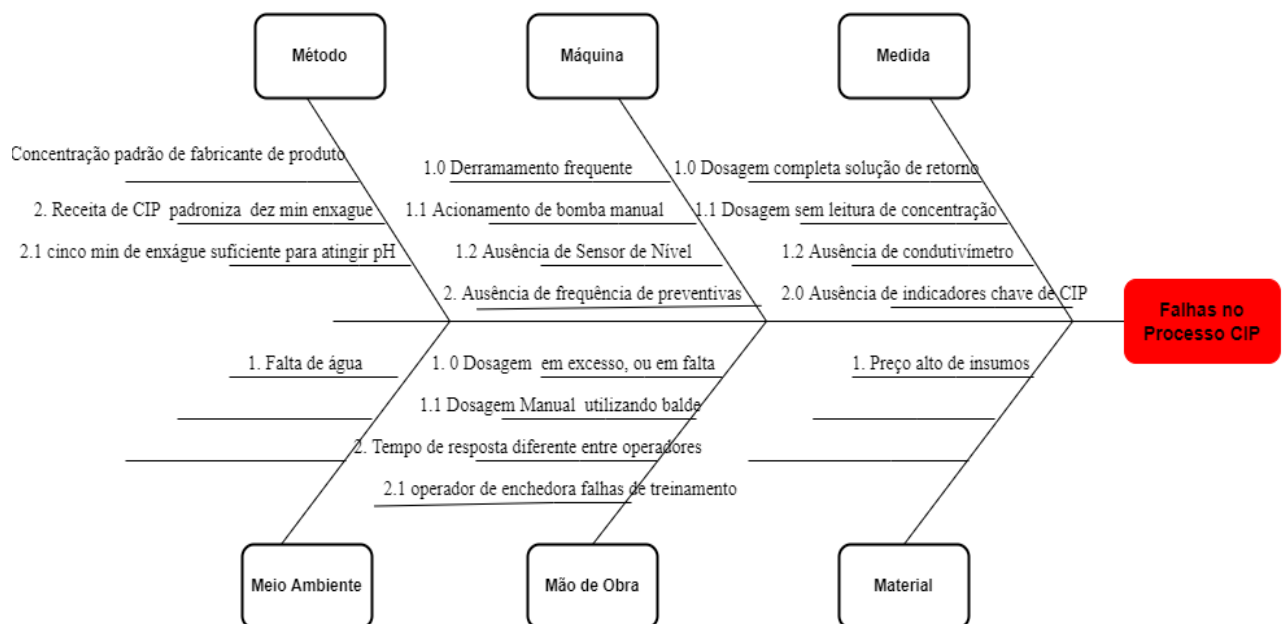 Método
Máquina
Medida
Concentração padrão de fabricante de produto
1.0 Derramamento frequente
1.0 Dosagem completa solução de retorno
2. Receita de CIP padroniza dez min enxague
1.1 Acionamento de bomba manual
1.1 Dosagem sem leitura de concentração
2.1 cinco min de enxágue suficiente para atingir pH
1.2 Ausência de Sensor de Nível
1.2 Ausência de condutivímetro
2. Ausência de frequência de preventivas
2.0 Ausência de indicadores chave de CIP
Falhas no
Processo CIP
1. Falta de água
1. 0 Dosagem em excesso, ou em falta
1. Preço alto de insumos
1.1 Dosagem Manual utilizando balde
2. Tempo de resposta diferente entre operadores
2.1 operador de enchedora falhas de treinamento
Meio Ambiente
Mão de Obra
Material